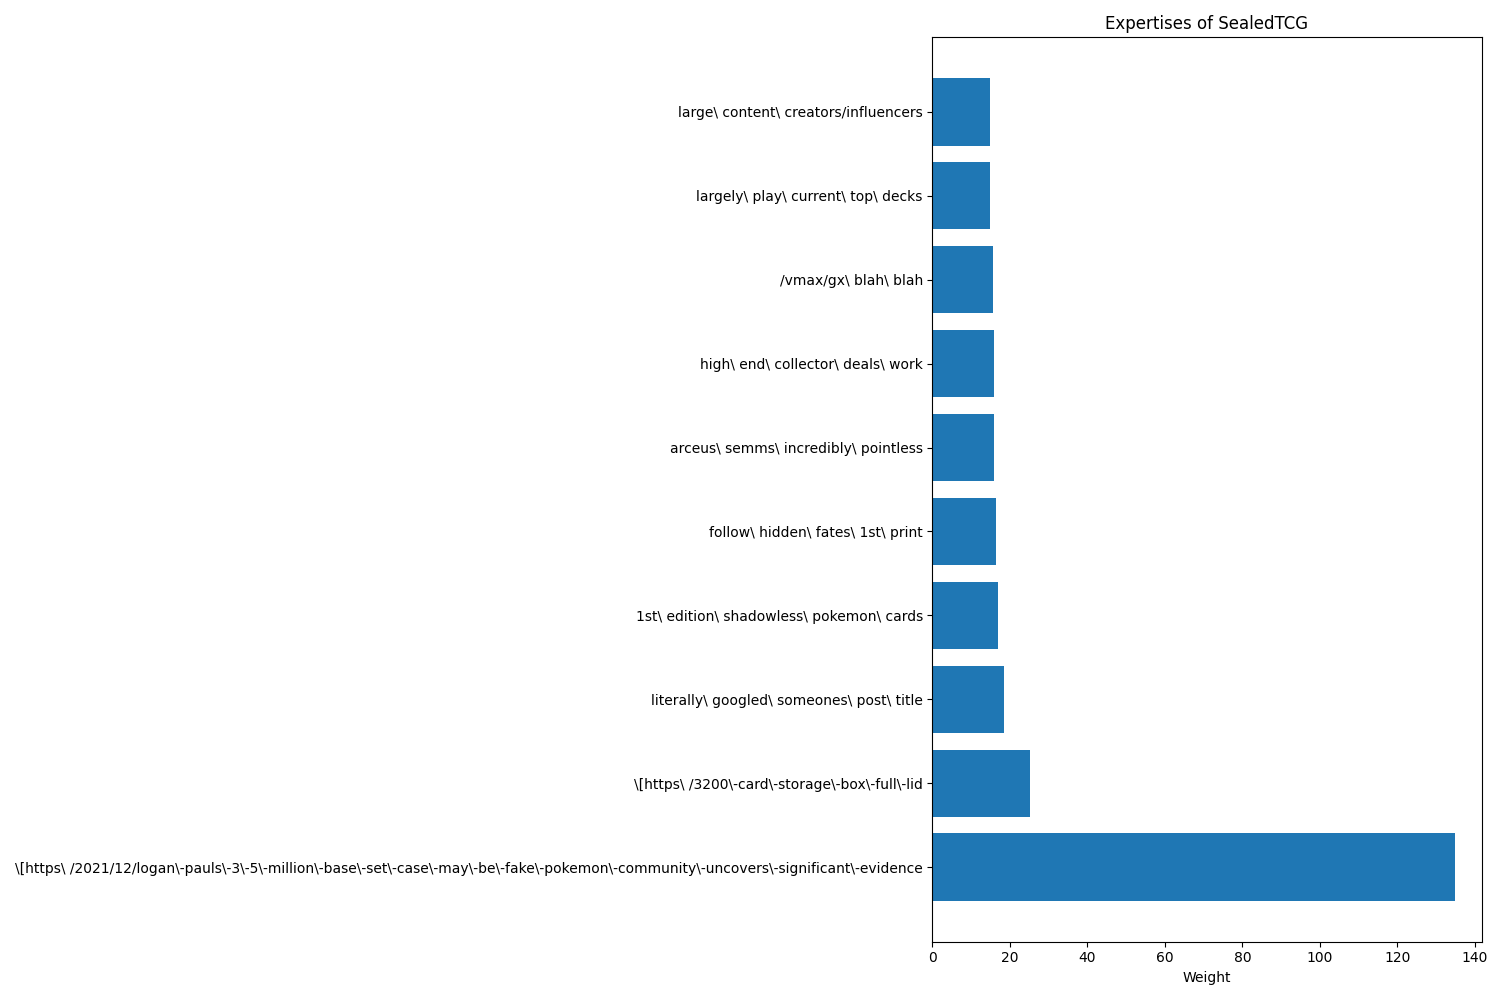 Expertises of SealedTCG
large\ content\ creators/influencers
largely\ play\ current\ top\ decks
/vmax/gx\ blah\ blah
high\ end\ collector\ deals\ work
arceus\ semms\ incredibly\ pointless
follow\ hidden\ fates\ 1st\ print
1st\ edition\ shadowless\ pokemon\ cards
literally\ googled\ someones\ post\ title
\[https\ /3200\-card\-storage\-box\-full\-lid
\[https\ /2021/12/logan\-pauls\-3\-5\-million\-base\-set\-case\-may\-be\-fake\-pokemon\-community\-uncovers\-significant\-evidence
0 20 40 60 80 100 120 140
Weight